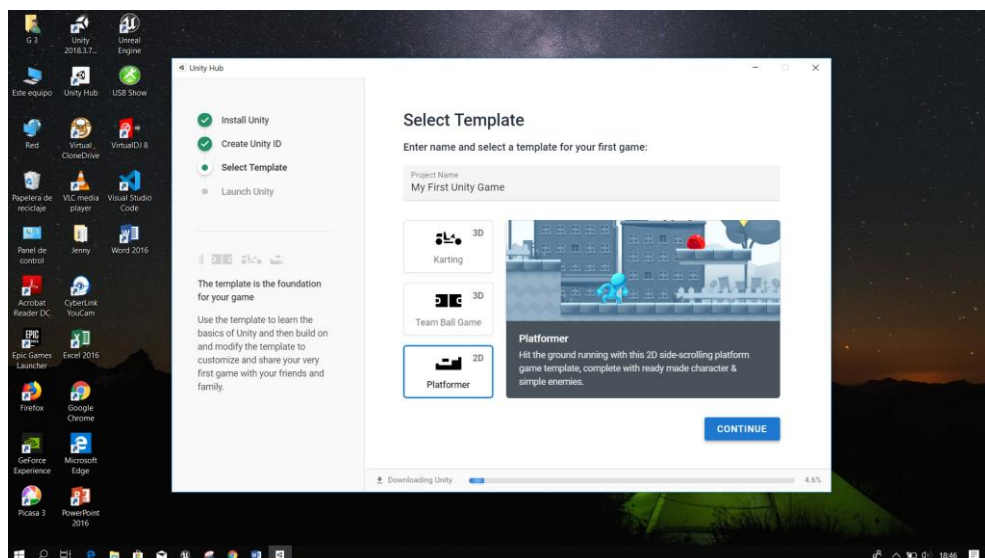 G 3
Unity
2018.3.7...
Unreal
Engine
Este equipo
Unity Hub
USB Show
Red
Virtual
CloneDrive
VirtualDJ 8
Papelera de
reciclaje
VLC media
player
Visual Studio
Code
Panel de
control
Jenny
Word 2016
Acrobat
Reader DC
CyberLink
YouCam
EPIC
Epic Games
Launcher
Excel 2016
Firefox
Google
Chrome
GeForce
Experience
Microsoft
Edge
Picasa 3
PowerPoint
2016
Unity Hub
Install Unity
Create Unity ID
Select Template
Launch Unity
The template is the foundation
for your game
Use the template to learn the
basics of Unity and then build on
and modify the template to
customize and share your very
first game with your friends and
family.
Select Template
Enter name and select a template for your first game:
Project Name
My First Unity Game
3D
Karting
3D
Team Ball Game
2D
Platformer
Platformer
Hit the ground running with this 2D side-scrolling platform
game template, complete with ready made character &
simple enemies.
CONTINUE
Downloading Unity ...
4.6%
18:46